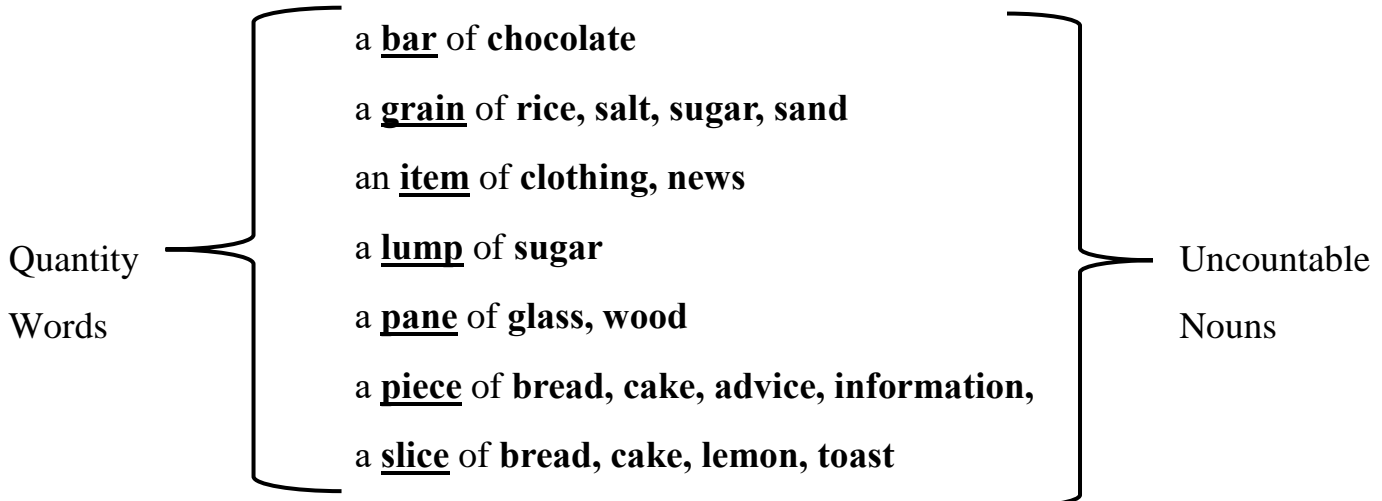 a bar of chocolate
a grain of rice, salt, sugar, sand
an item of clothing, news
a lump of sugar
a pane of glass, wood
a piece of bread, cake, advice, information,
a slice of bread, cake, lemon, toast
Quantity
Words
Uncountable
Nouns